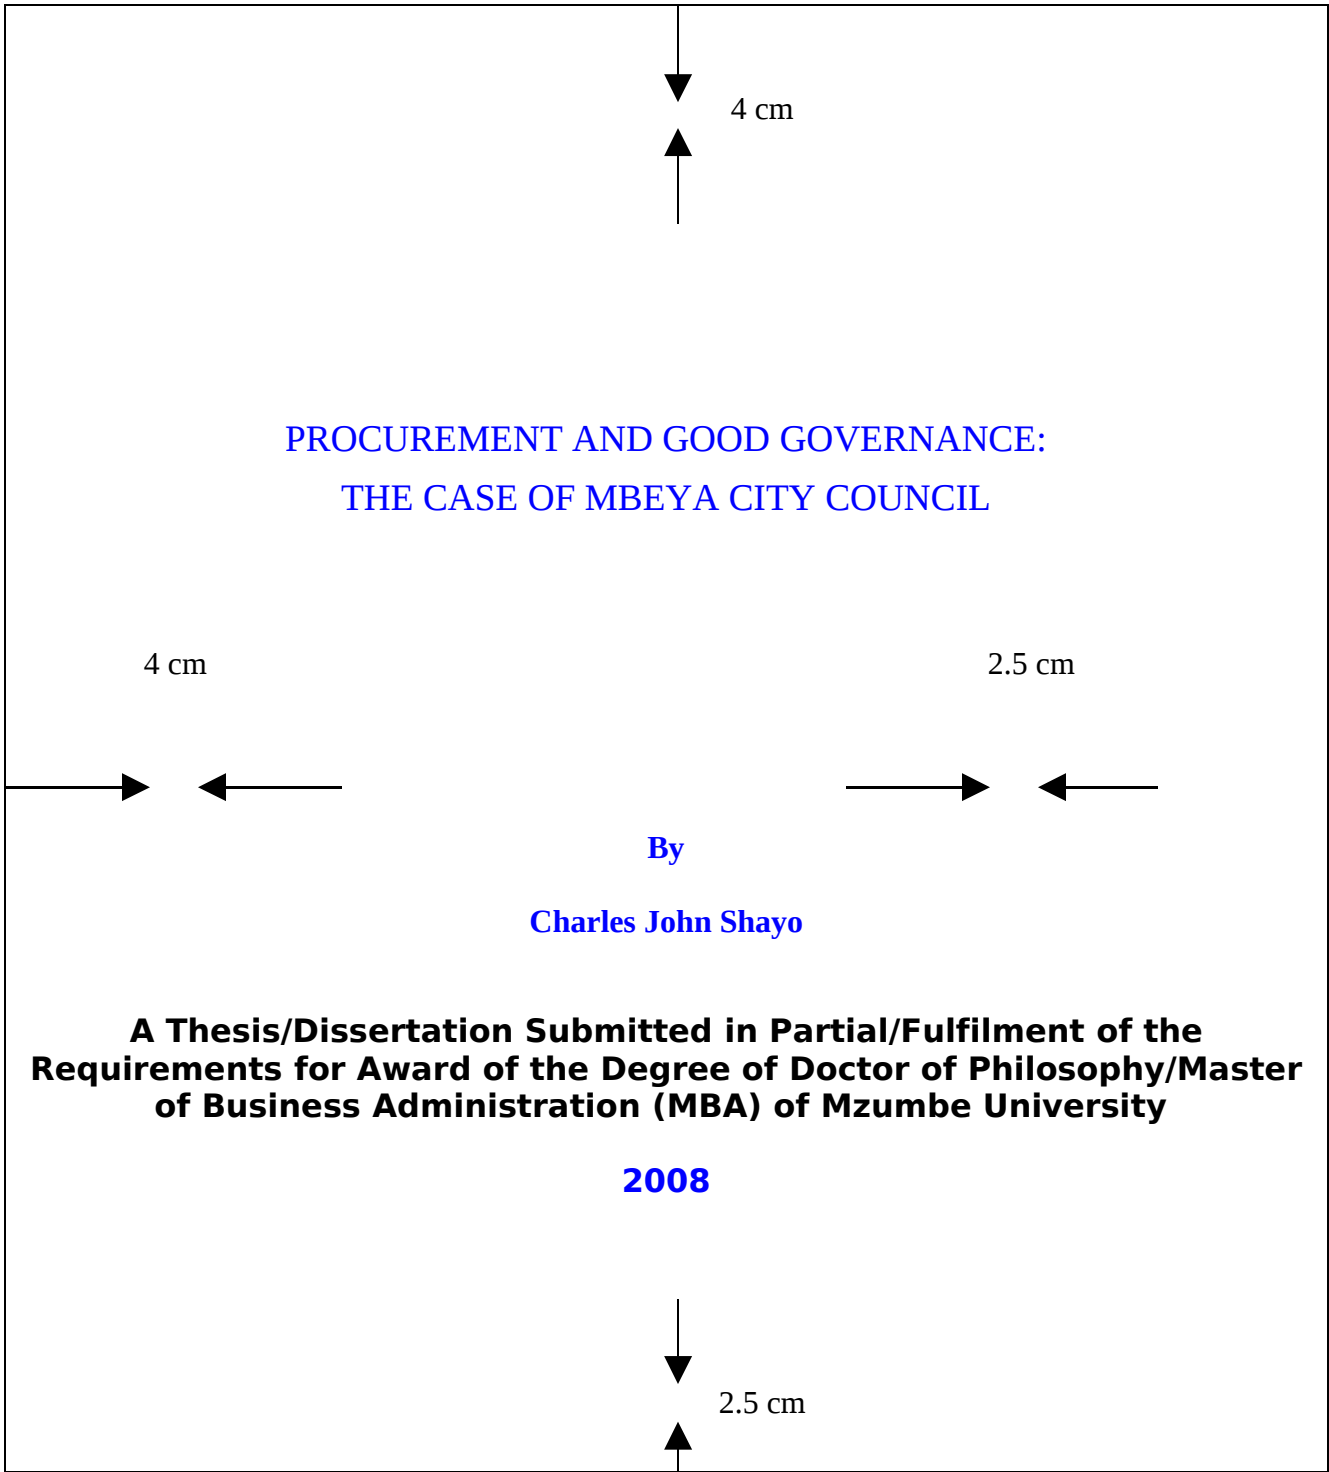 4 cm
PROCUREMENT AND GOOD GOVERNANCE:
THE CASE OF MBEYA CITY COUNCIL
4 cm
2.5 cm
By
Charles John Shayo
A Thesis/Dissertation Submitted in Partial/Fulfilment of the
Requirements for Award of the Degree of Doctor of Philosophy/Master
of Business Administration (MBA) of Mzumbe University
2008
2.5 cm